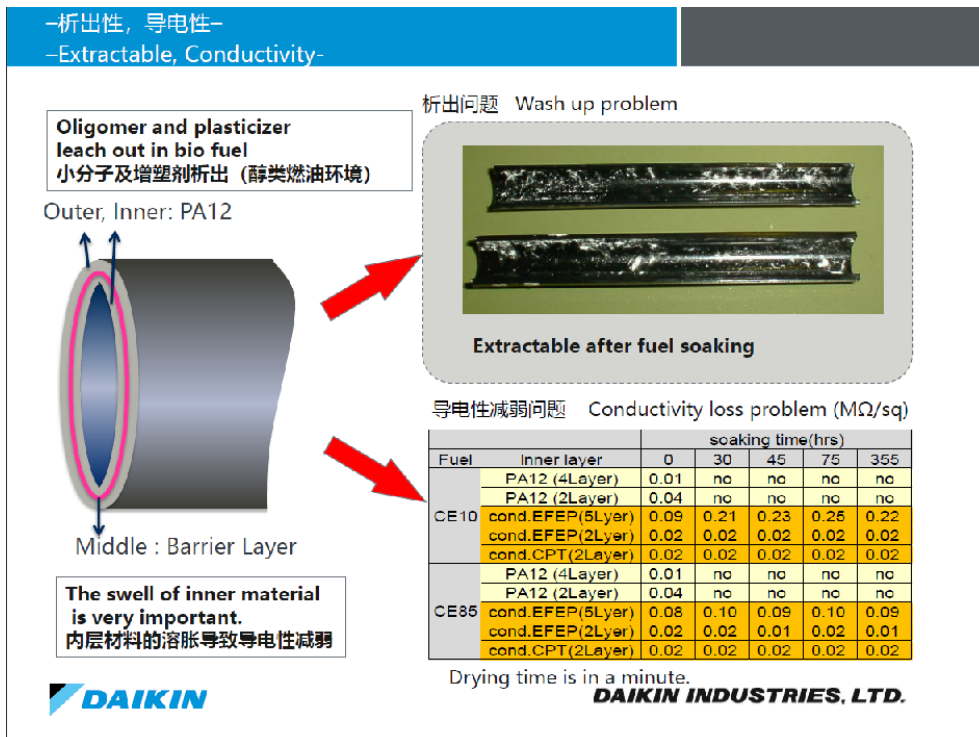 –析出性，导电性–
–Extractable, Conductivity-
Oligomer and plasticizer
leach out in bio fuel
小分子及增塑剂析出（醇类燃油环境）
Outer, Inner: PA12
Middle : Barrier Layer
The swell of inner material
is very important.
内层材料的溶胀导致导电性减弱
析出问题 Wash up problem
Extractable after fuel soaking
导电性减弱问题 Conductivity loss problem (MΩ/sq)
soaking time(hrs)
Fuel Inner layer 0 30 45 75 355
PA12 (4Layer) 0.01 no no no no
PA12 (2Layer) 0.04 no no no no
CE10 cond.EFEP(5Lyer) 0.09 0.21 0.23 0.25 0.22
cond.EFEP(2Lyer) 0.02 0.02 0.02 0.02 0.02
cond.CPT(2Layer) 0.02 0.02 0.02 0.02 0.02
PA12 (4Layer) 0.01 no no no no
PA12 (2Layer) 0.04 no no no no
CE85 cond.EFEP(5Lyer) 0.08 0.10 0.09 0.10 0.09
cond.EFEP(2Lyer) 0.02 0.02 0.01 0.02 0.01
cond.CPT(2Layer) 0.02 0.02 0.02 0.02 0.02
Drying time is in a minute.
DAIKIN
DAIKIN INDUSTRIES, LTD.